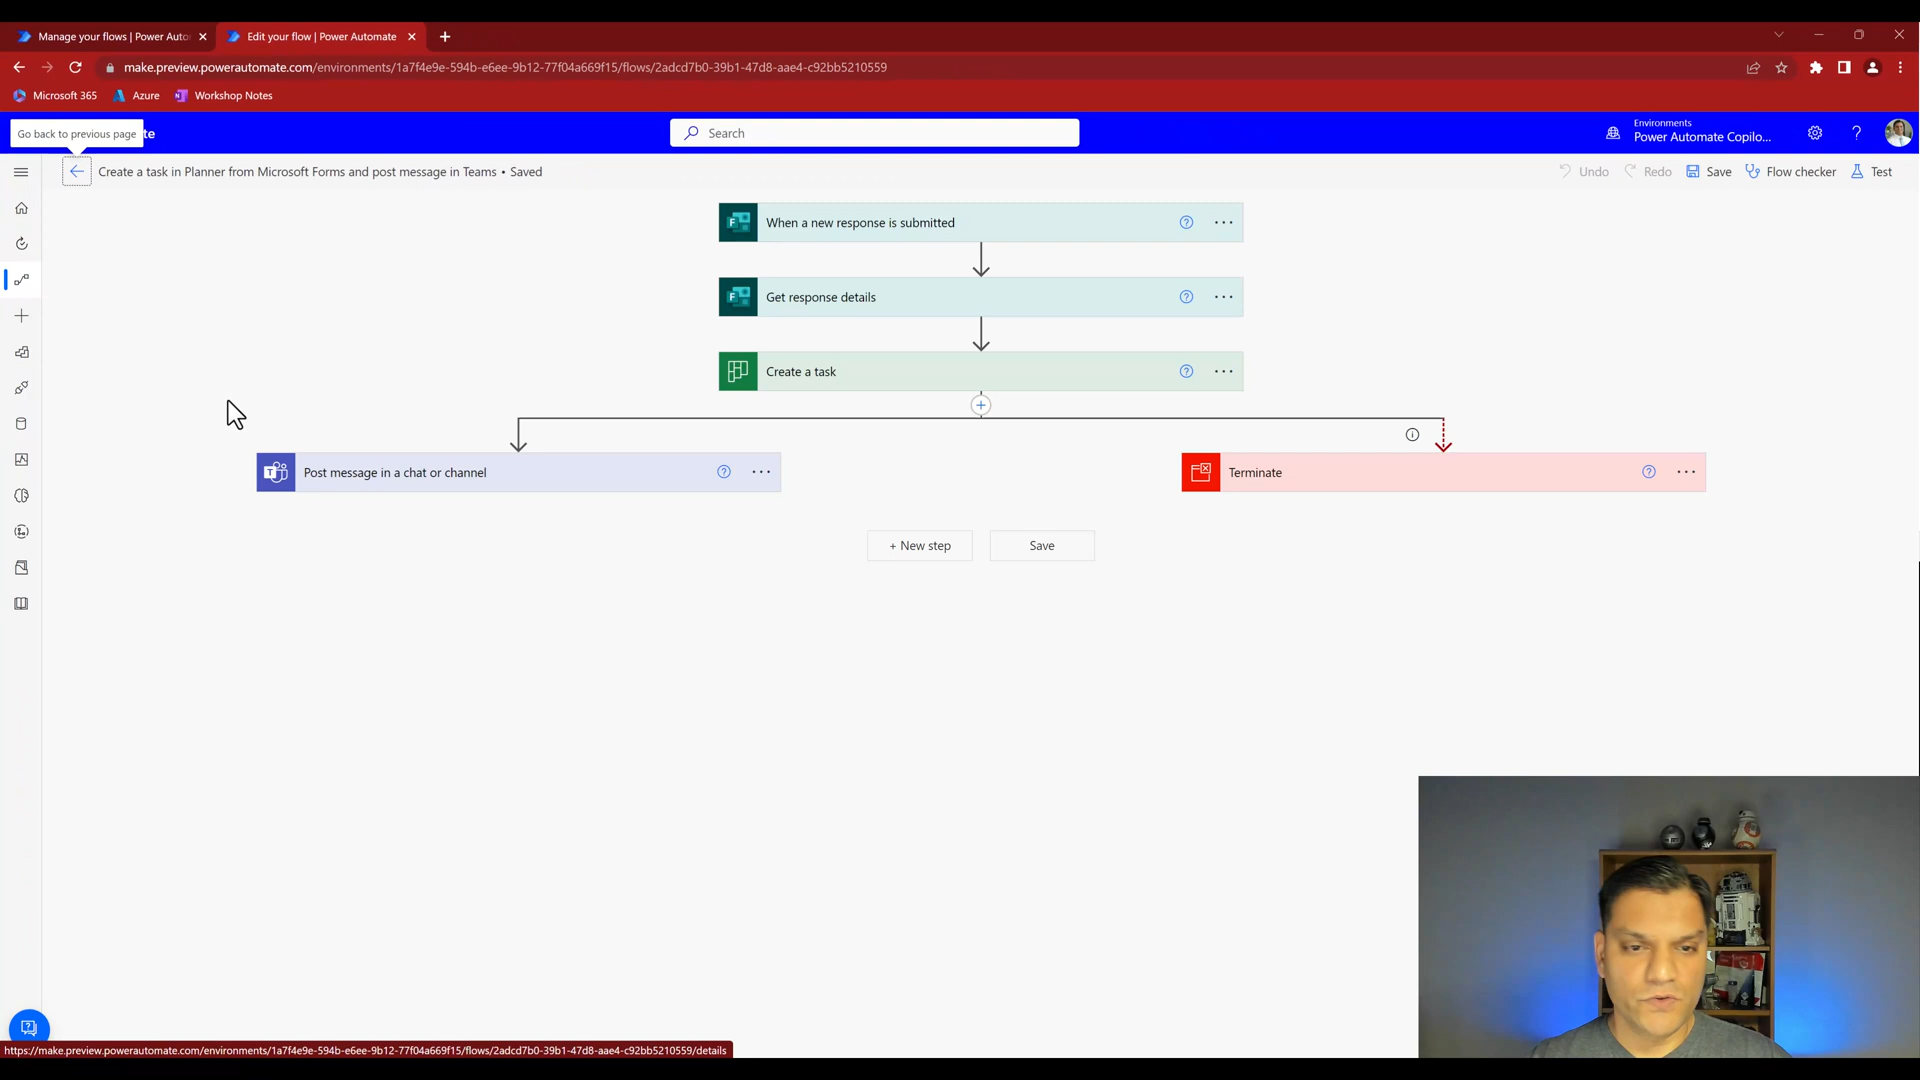 Manage your flows | Power Auto
Edit your flow | Power Automate
make.preview.powerautomate.com/environments/1a7f4e9e-594b-e6ee-9b12-77f04a669f15/flows/2adcd7b0-39b1-47d8-aae4-c92bb5210559
Microsoft 365
Azure
Workshop Notes
Go back to previous page
te
Search
Environments
Power Automate Copilo...
Create a task in Planner from Microsoft Forms and post message in Teams • Saved
Undo
Redo
Save
Flow checker
Test
When a new response is submitted
Get response details
Create a task
Post message in a chat or channel
Terminate
+ New step
Save
https://make.preview.powerautomate.com/environments/1a7f4e9e-594b-e6ee-9b12-77f04a669f15/flows/2adcd7b0-39b1-47d8-aae4-c92bb5210559/details